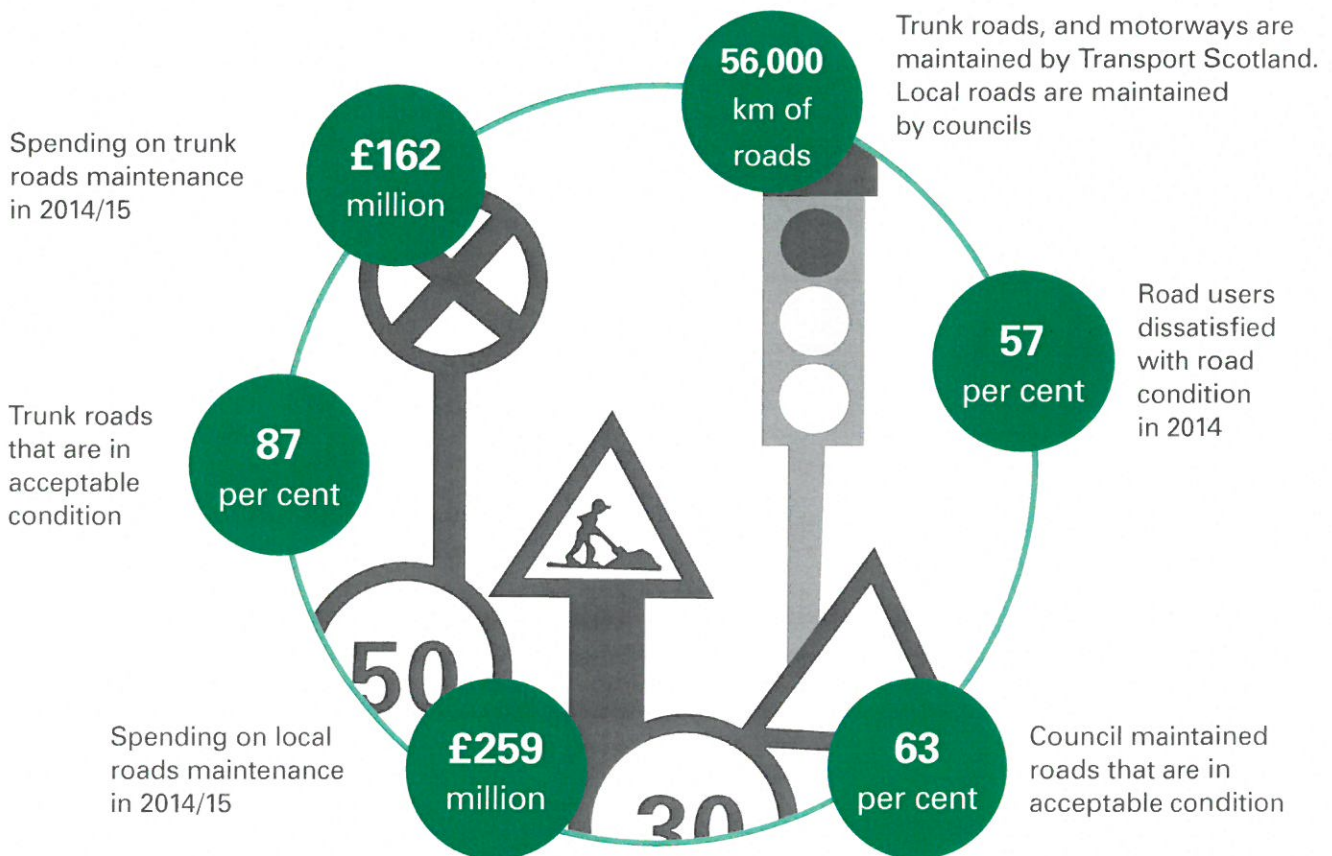 56,000
km of
roads
Trunk roads, and motorways are
maintained by Transport Scotland.
Local roads are maintained
by councils
57
per cent
Road users
dissatisfied
with road
condition
in 2014
63
per cent
Council maintained
roads that are in
acceptable condition
£259
million
Spending on local
roads maintenance
in 2014/15
87
per cent
Trunk roads
that are in
acceptable
condition
£162
million
Spending on trunk
roads maintenance
in 2014/15
50
30